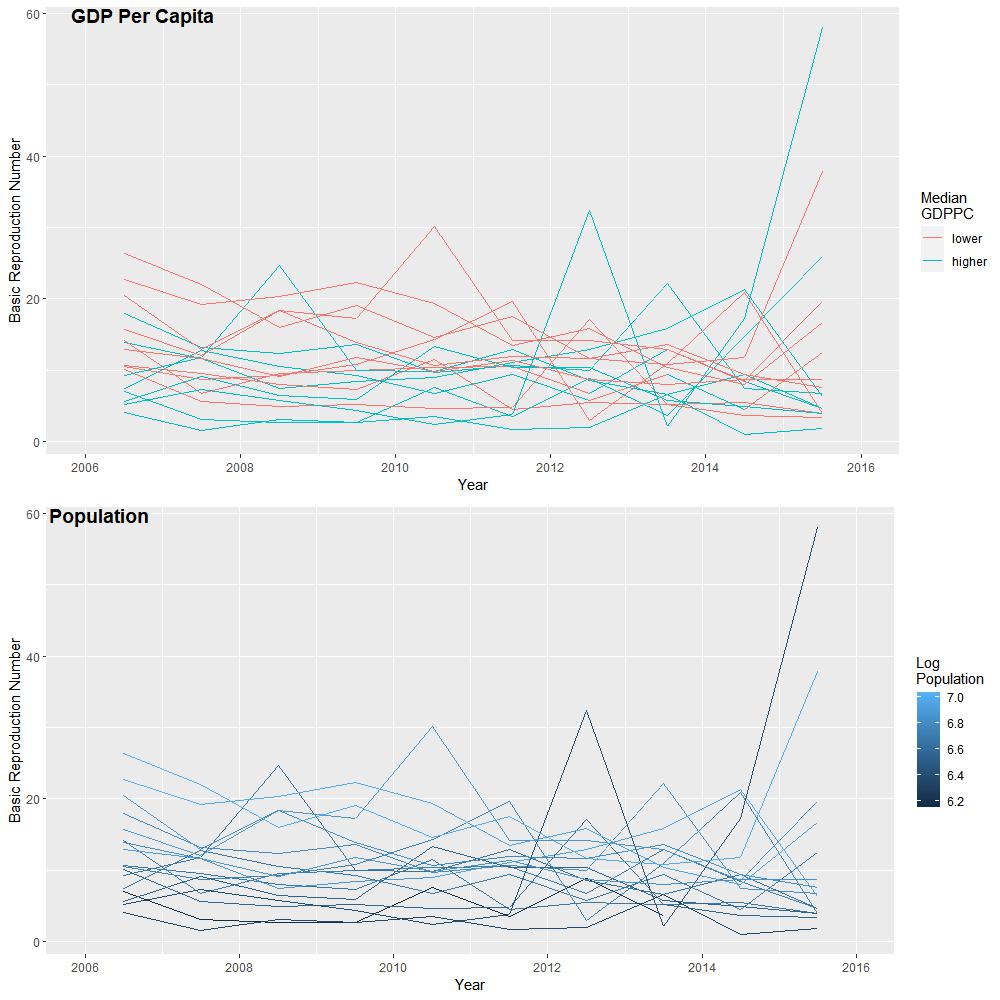 GDP Per Capita
60
40
20
0
Basic Reproduction Number
2006 2008 2010 2012 2014 2016
Year
Median
GDPPC
lower
higher
Population
60
40
20
0
Basic Reproduction Number
2006 2008 2010 2012 2014 2016
Year
Log
Population
7.0
6.8
6.6
6.4
6.2